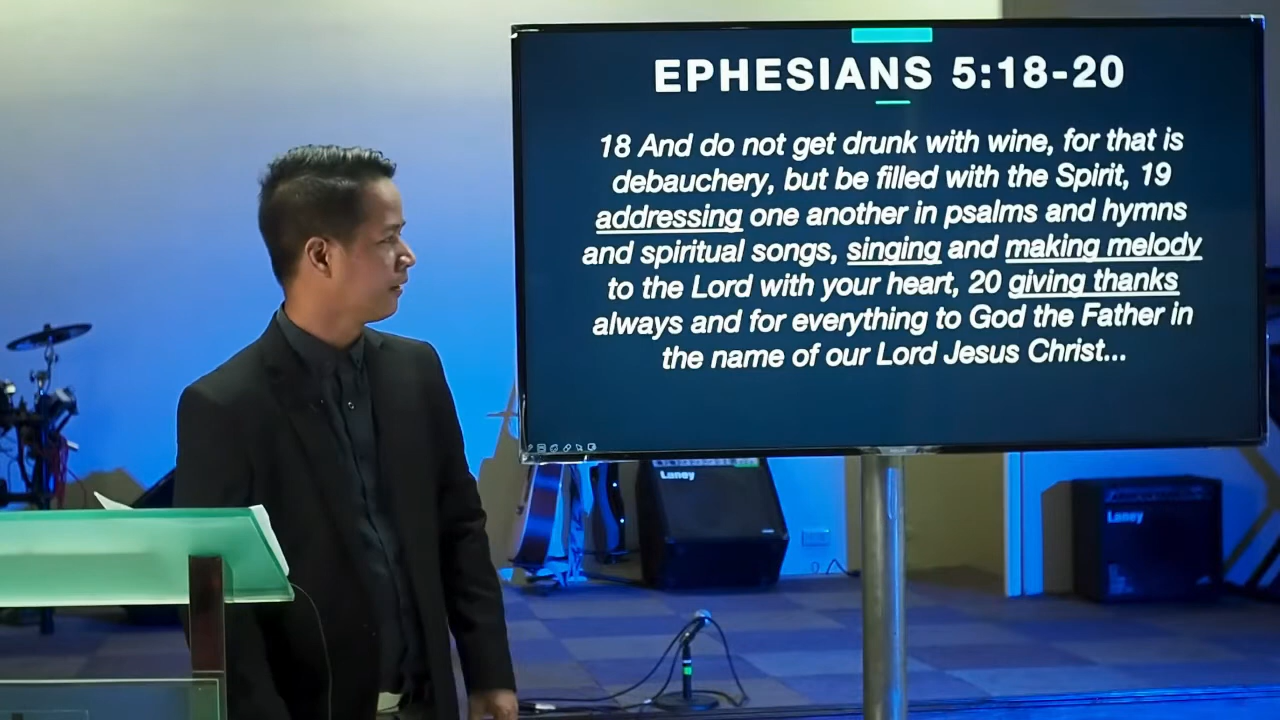 EPHESIANS 5:18-20
18 And do not get drunk with wine, for that is
debauchery, but be filled with the Spirit, 19
addressing one another in psalms and hymns
and spiritual songs, singing and making melody
to the Lord with your heart, 20 giving thanks
always and for everything to God the Father in
the name of our Lord Jesus Christ...
Laney
Laney